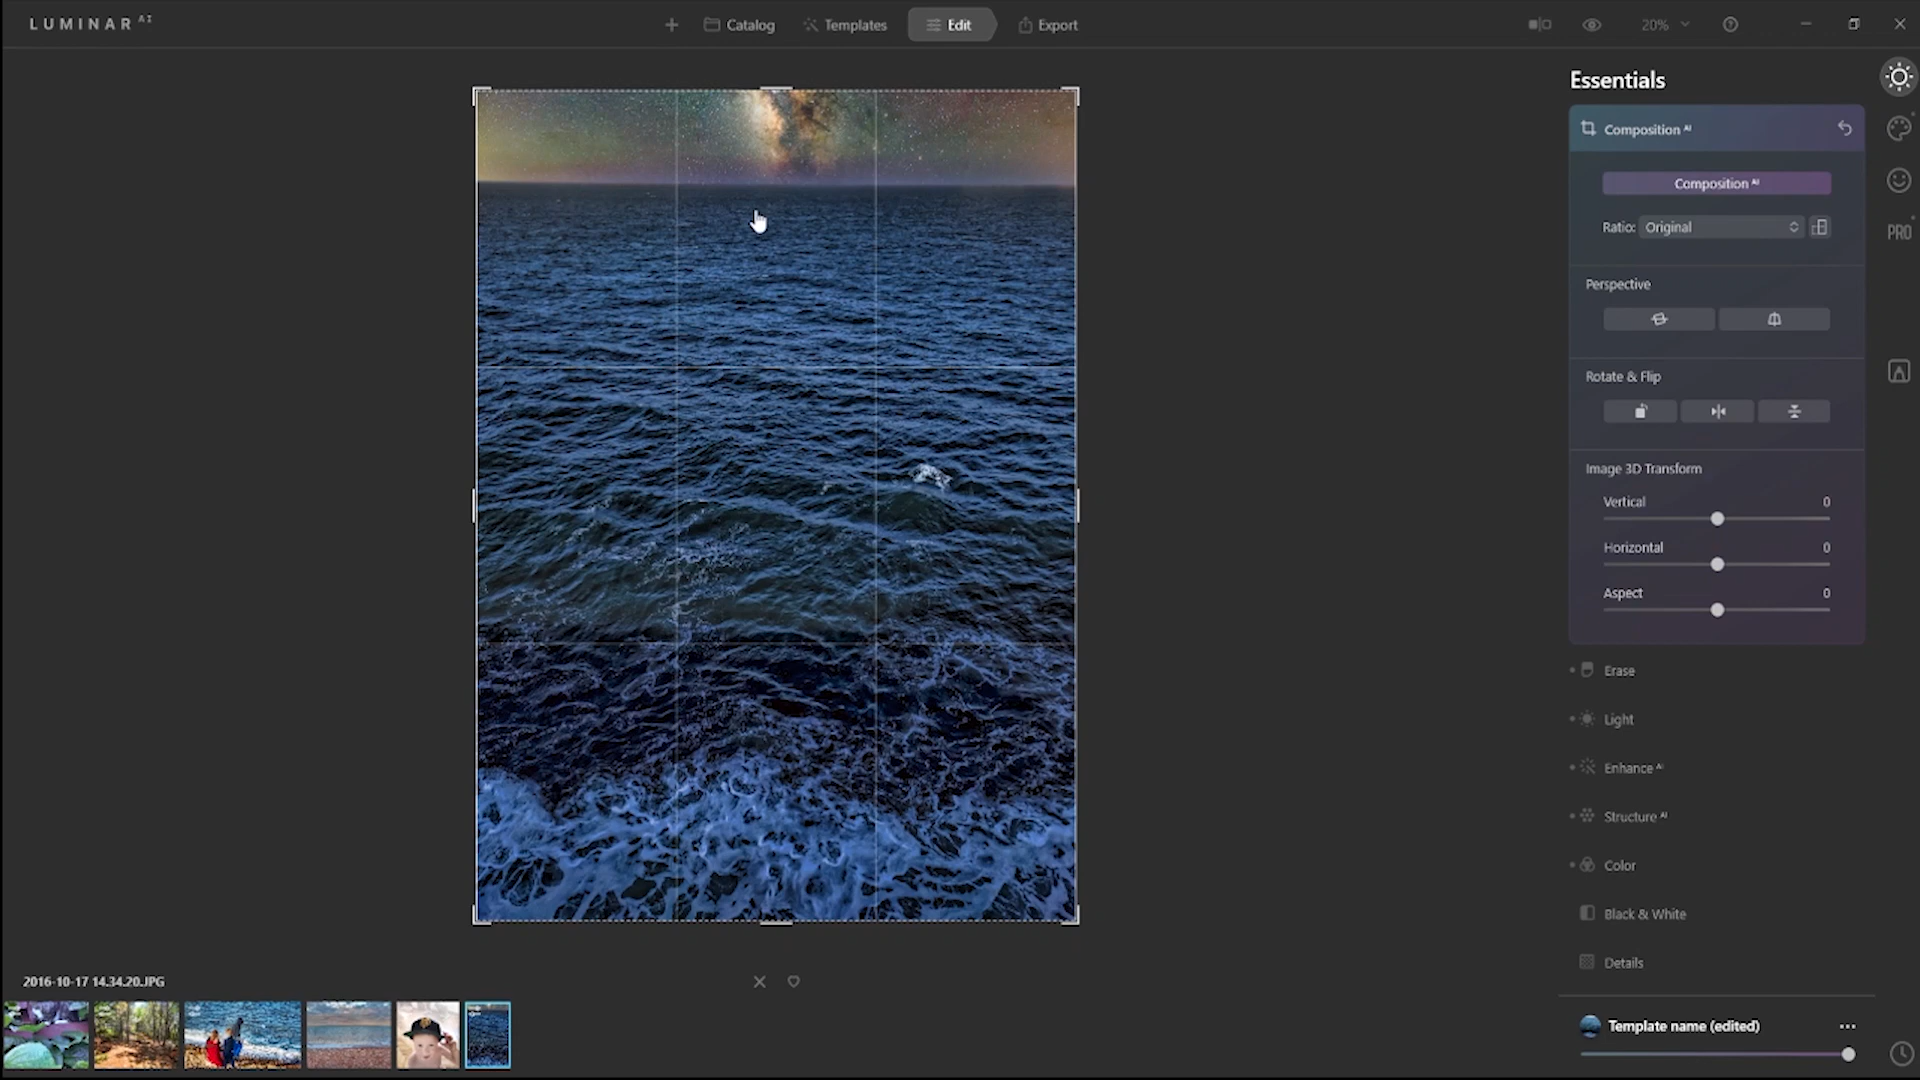 LUMINAR AI
Catalog
Templates
Edit
Export
20%
Essentials
Composition AI
Composition AI
Ratio: Original
PRO
Perspective
Rotate & Flip
Image 3D Transform
Vertical 0
Horizontal 0
Aspect 0
Erase
Light
Enhance AI
Structure AI
Color
Black & White
Details
2016-10-17 14.34.20.JPG
Template name (edited)